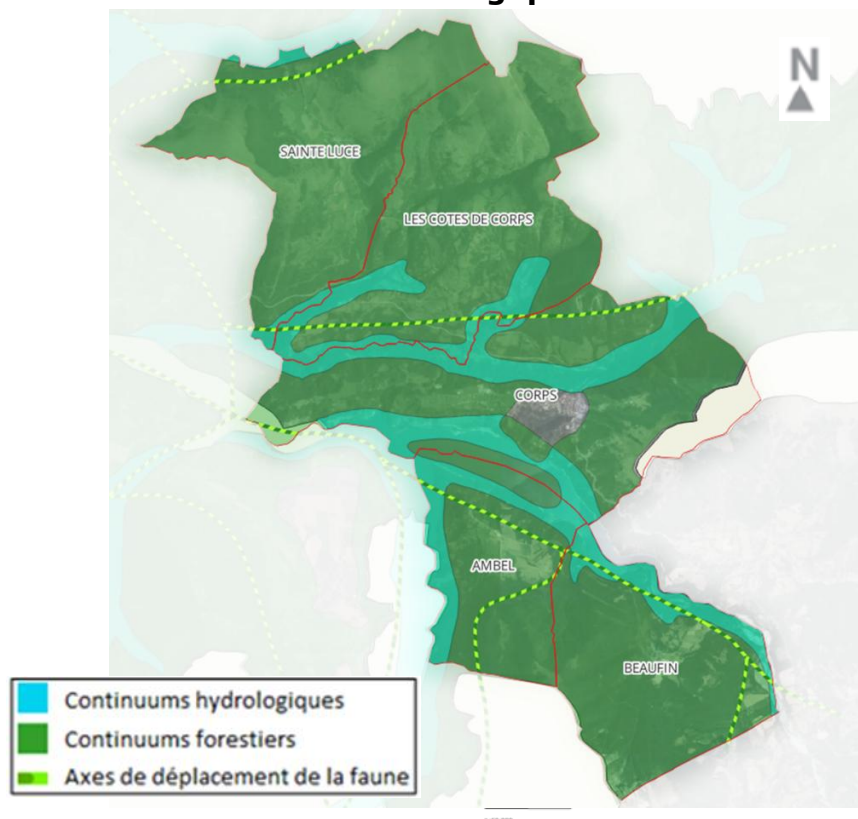 N
SAINTE LUCE
LES COTES DE CORPS
CORPS
AMBEL
BEAUFIN
Continuums hydrologiques
Continuums forestiers
Axes de déplacement de la faune